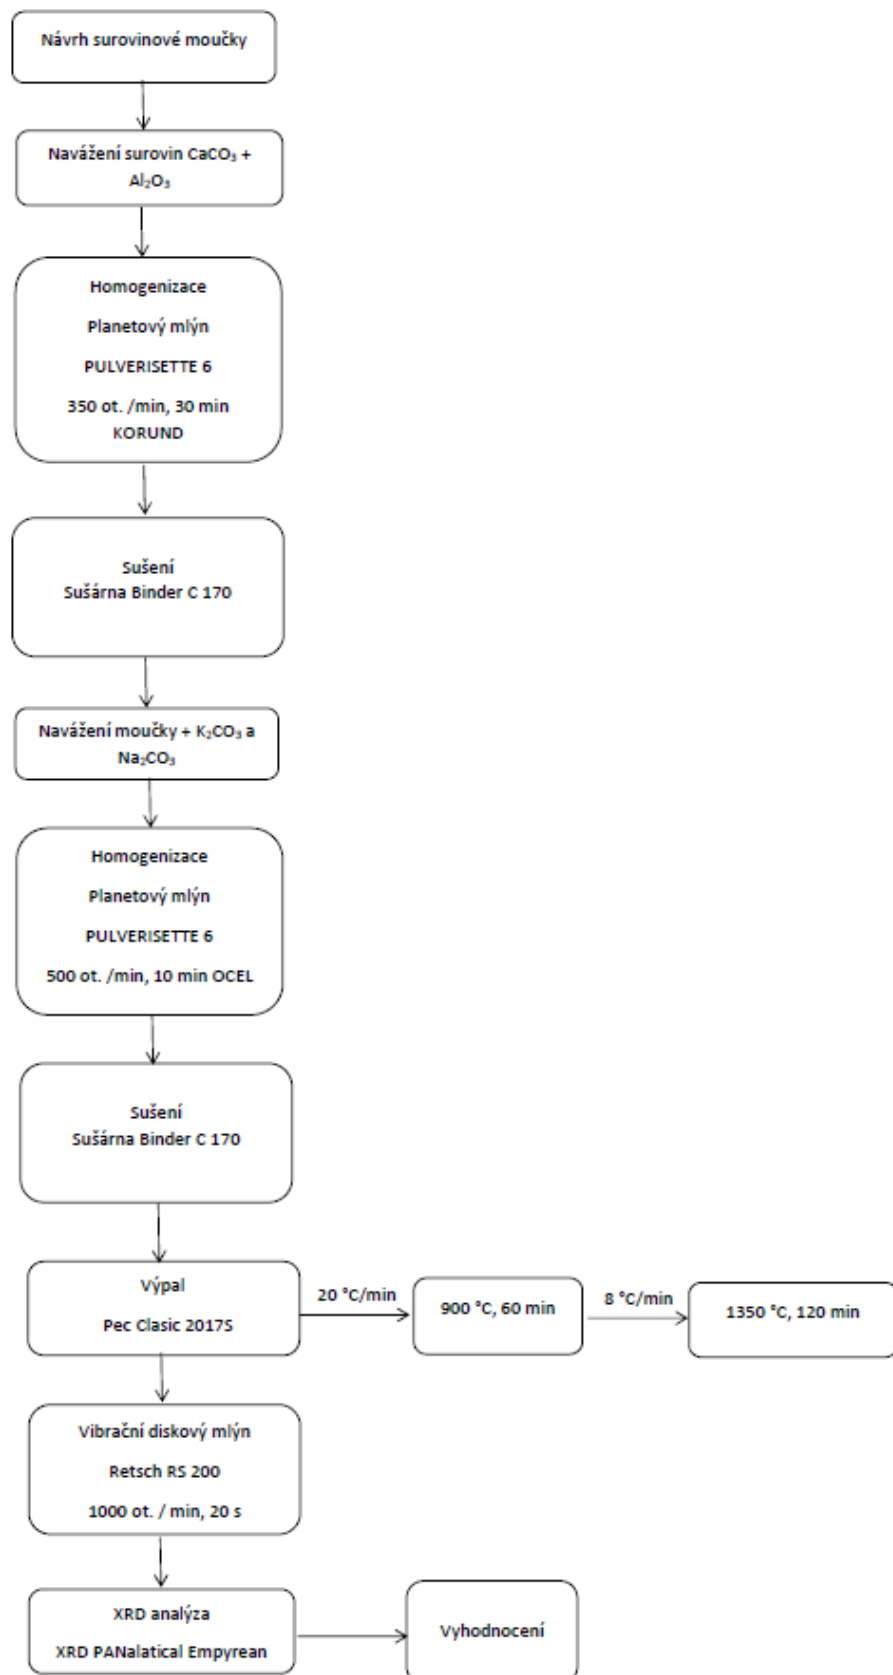 Návrh surovinové moučky
Navážení surovin CaCO₃ +
Al₂O₃
Homogenizace
Planetový mlýn
PULVERISETTE 6
350 ot. /min, 30 min
KORUND
Sušení
Sušárna Binder C 170
Navážení moučky + K₂CO₃ a
Na₂CO₃
Homogenizace
Planetový mlýn
PULVERISETTE 6
500 ot. /min, 10 min OCEL
Sušení
Sušárna Binder C 170
Výpal
Pec Clasic 2017S
20 °C/min
900 °C, 60 min
8 °C/min
1350 °C, 120 min
Vibrační diskový mlýn
Retsch RS 200
1000 ot. / min, 20 s
XRD analýza
XRD PANalatical Empyrean
Vyhodnocení